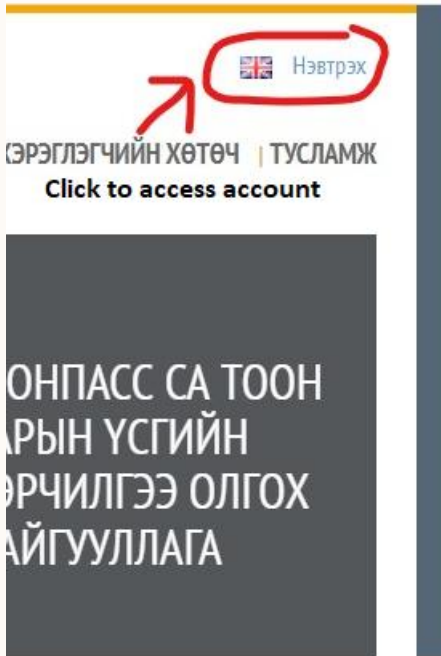 Нэвтрэх
ХЭРЭГЛЭГЧИЙН ХӨТӨЧ | ТУСЛАМЖ
Click to access account
ОНПАСС СА ТООН
АРЫН ҮСГИЙН
ЭРЧИЛГЭЭ ОЛГОХ
АЙГУУЛЛАГА